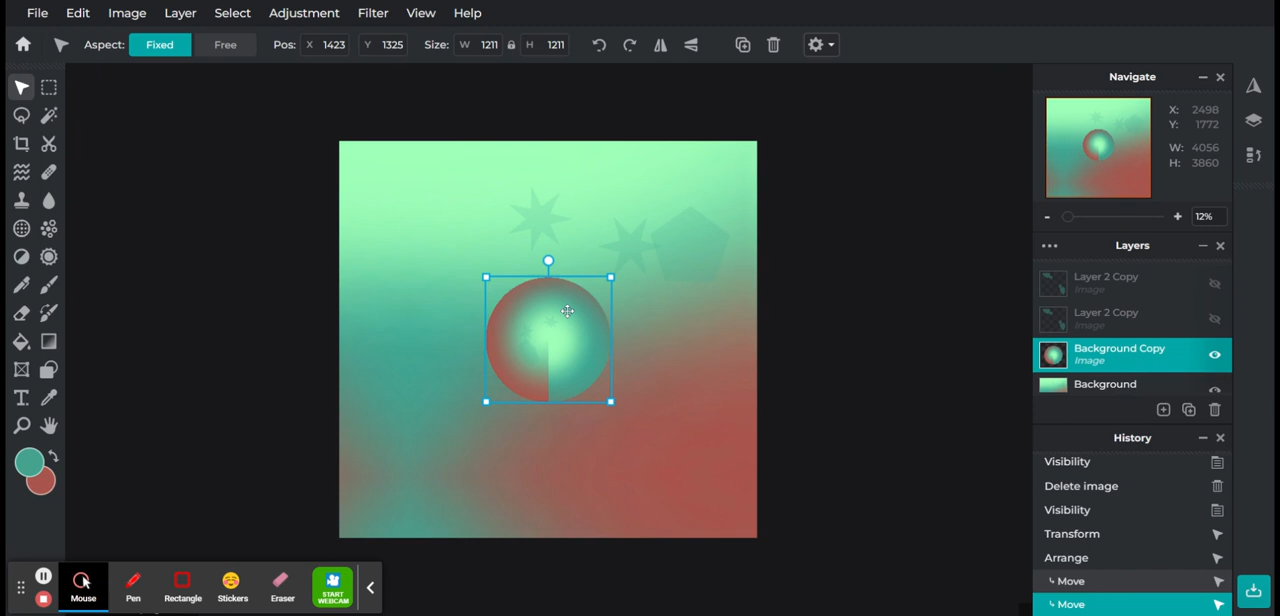 File Edit Image Layer Select Adjustment Filter View Help
Aspect: Fixed Free Pos: X 1423 Y 1325 Size: W 1211 H 1211
Navigate
X: 2498
Y: 1772
W: 4056
H: 3860
- + 12%
Layers
Layer 2 Copy
Image
Layer 2 Copy
Image
Background Copy
Image
Background
History
Visibility
Delete image
Visibility
Transform
Arrange
Move
Move
T
Mouse Pen Rectangle Stickers Eraser START
WEBCAM